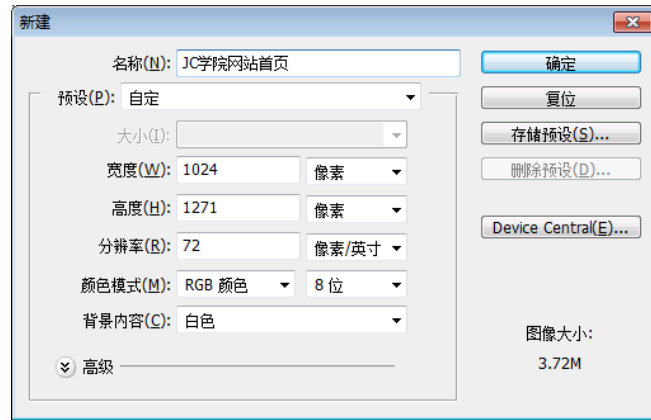 新建
名称(N): JC学院网站首页
确定
预设(P): 自定
复位
大小(I):
存储预设(S)...
宽度(W): 1024 像素
删除预设(D)...
高度(H): 1271 像素
分辨率(R): 72 像素/英寸
Device Central(E)...
颜色模式(M): RGB 颜色 8 位
背景内容(C): 白色
图像大小:
高级
3.72M